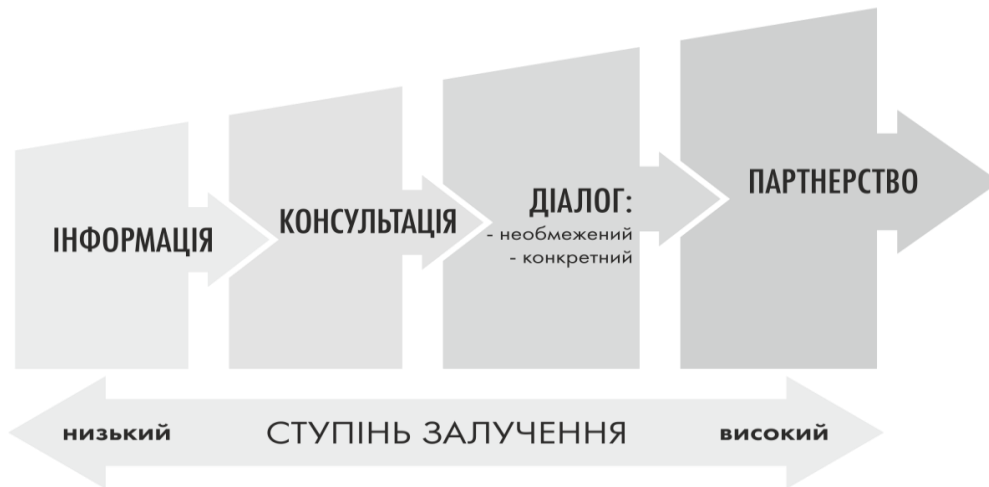 ІНФОРМАЦІЯ
КОНСУЛЬТАЦІЯ
ДІАЛОГ:
- необмежений
- конкретний
ПАРТНЕРСТВО
низький
СТУПІНЬ ЗАЛУЧЕННЯ
високий